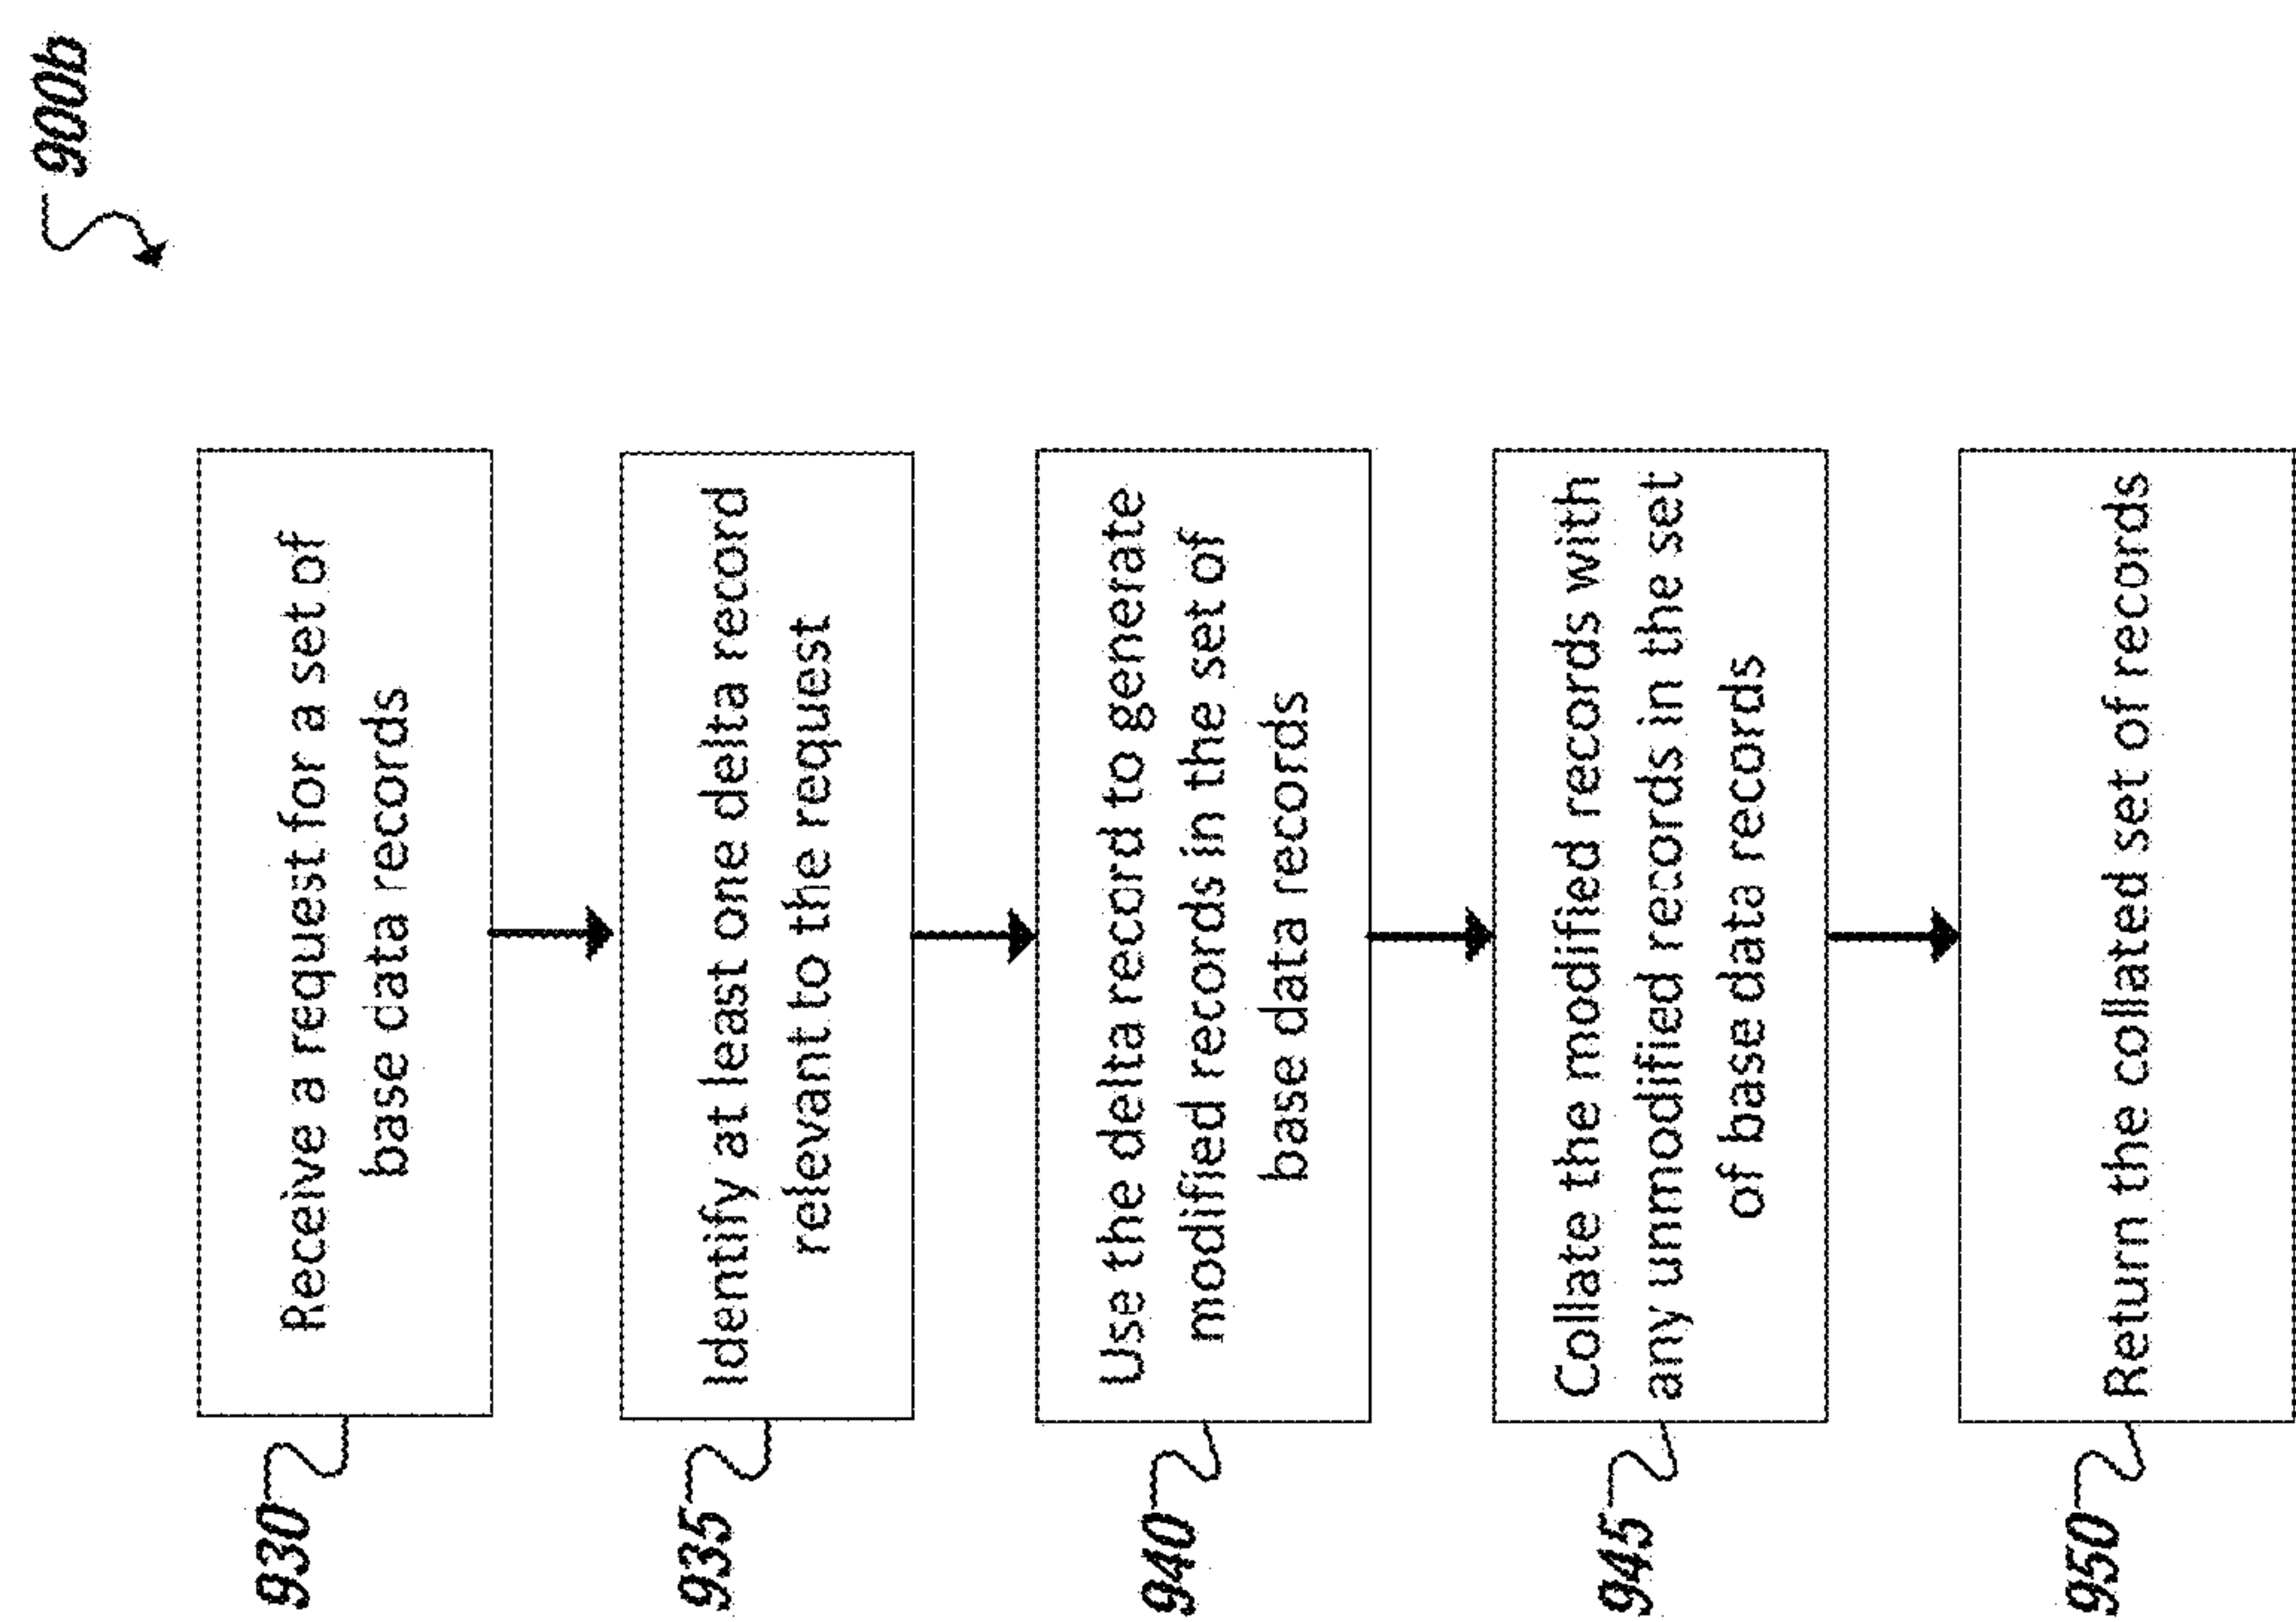 900b
930
Receive a request for a set of
base data records
935
Identify at least one delta record
relevant to the request
940
Use the delta record to generate
modified records in the set of
base data records
945
Collate the modified records with
any unmodified records in the set
of base data records
950
Return the collated set of records